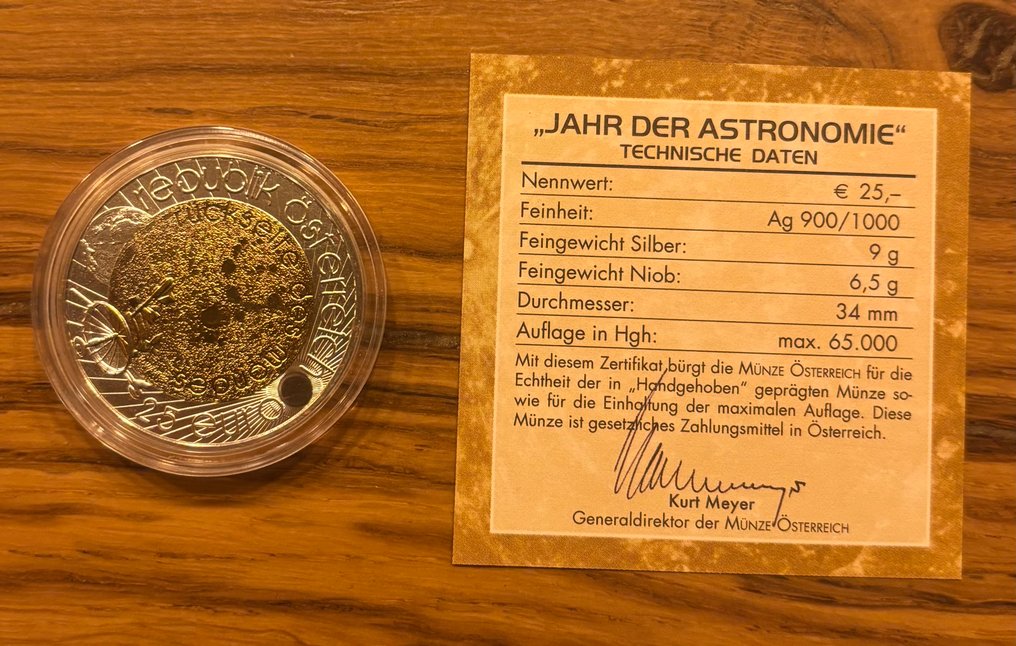 republik österreich
25 euro
„JAHR DER ASTRONOMIE“
TECHNISCHE DATEN
Nennwert: € 25,–
Feinheit: Ag 900/1000
Feingewicht Silber: 9 g
Feingewicht Niob: 6,5 g
Durchmesser: 34 mm
Auflage in Hgh: max. 65.000
Mit diesem Zertifikat bürgt die MÜNZE ÖSTERREICH für die
Echtheit der in „Handgehoben“ geprägten Münze so-
wie für die Einhaltung der maximalen Auflage. Diese
Münze ist gesetzliches Zahlungsmittel in Österreich.
Kurt Meyer
Generaldirektor der MÜNZE ÖSTERREICH